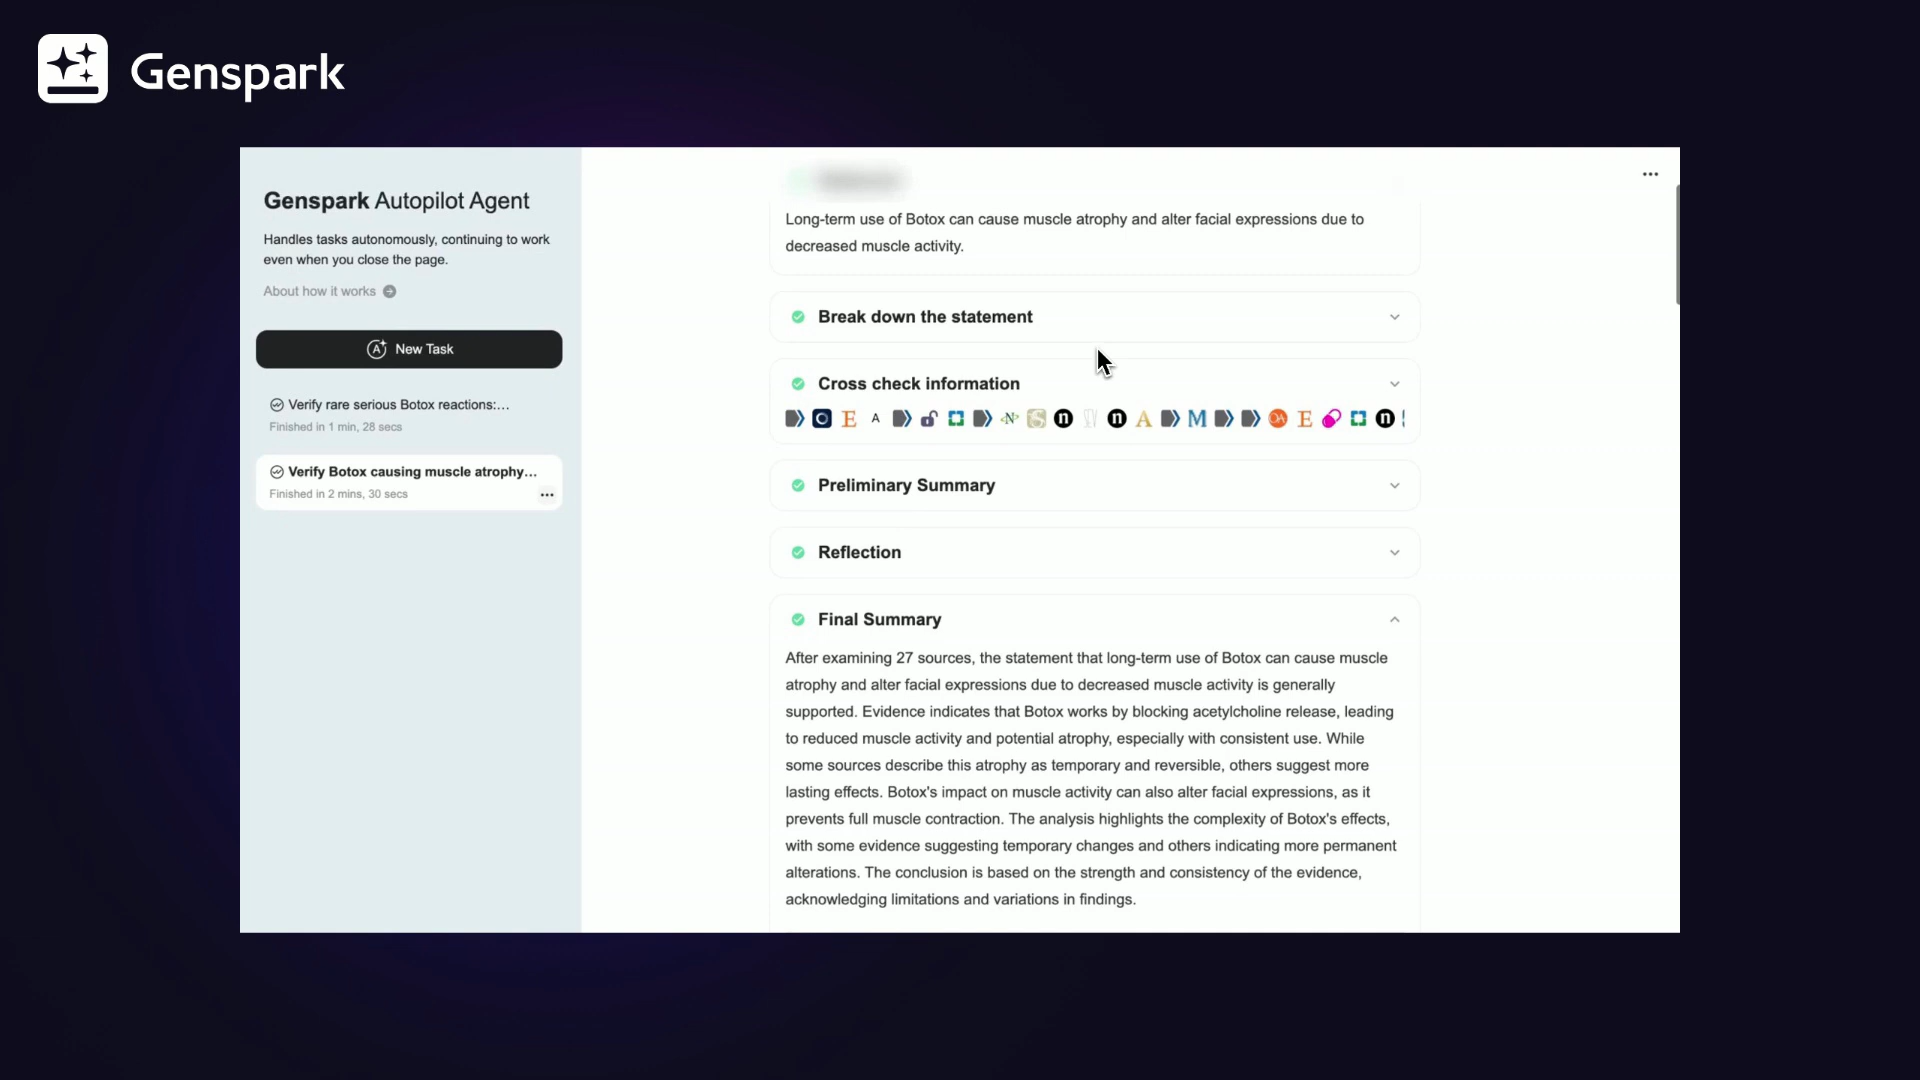 Genspark
Genspark Autopilot Agent
Handles tasks autonomously, continuing to work
even when you close the page.
About how it works
New Task
Verify rare serious Botox reactions:...
Finished in 1 min, 28 secs
Verify Botox causing muscle atrophy...
Finished in 2 mins, 30 secs
Long-term use of Botox can cause muscle atrophy and alter facial expressions due to
decreased muscle activity.
Break down the statement
Cross check information
Preliminary Summary
Reflection
Final Summary
After examining 27 sources, the statement that long-term use of Botox can cause muscle
atrophy and alter facial expressions due to decreased muscle activity is generally
supported. Evidence indicates that Botox works by blocking acetylcholine release, leading
to reduced muscle activity and potential atrophy, especially with consistent use. While
some sources describe this atrophy as temporary and reversible, others suggest more
lasting effects. Botox's impact on muscle activity can also alter facial expressions, as it
prevents full muscle contraction. The analysis highlights the complexity of Botox's effects,
with some evidence suggesting temporary changes and others indicating more permanent
alterations. The conclusion is based on the strength and consistency of the evidence,
acknowledging limitations and variations in findings.